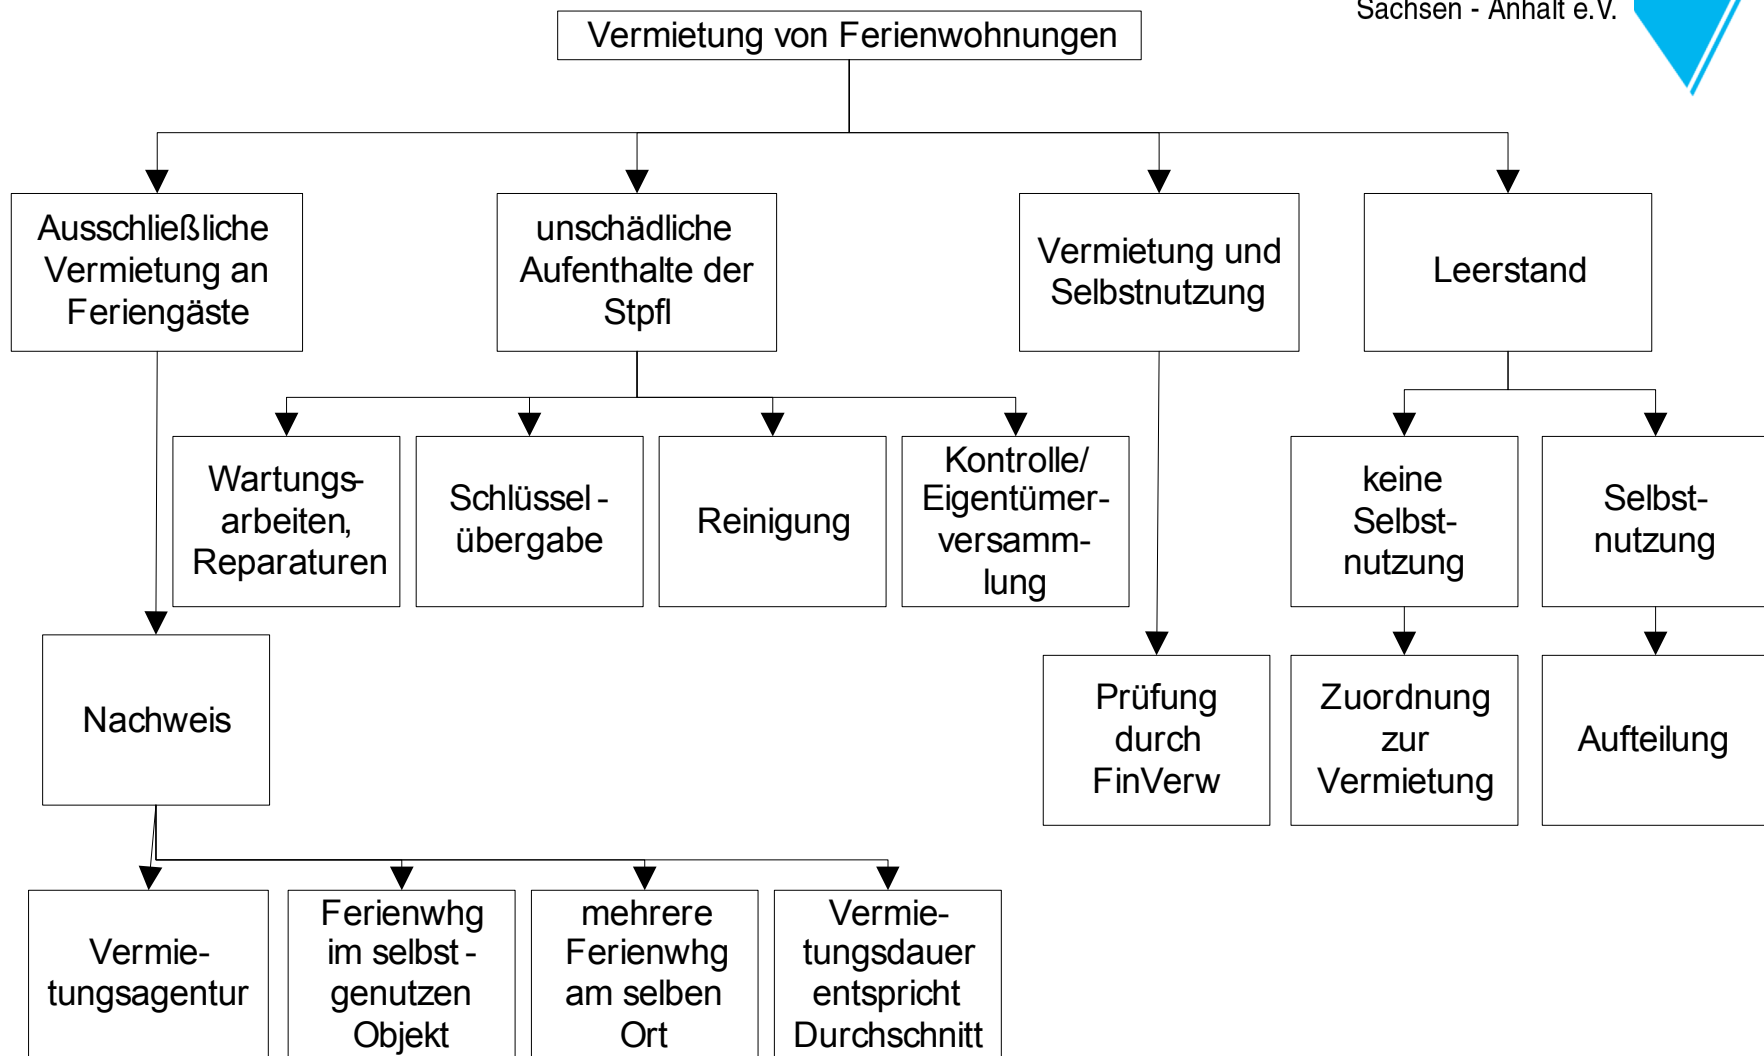 Sachsen - Anhalt e.V.
Vermietung von Ferienwohnungen
Ausschließliche
Vermietung an
Feriengäste
unschädliche
Aufenthalte der
Stpfl
Vermietung und
Selbstnutzung
Leerstand
Wartungs-
arbeiten,
Reparaturen
Schlüssel -
übergabe
Reinigung
Kontrolle/
Eigentümer-
versamm-
lung
keine
Selbst-
nutzung
Selbst-
nutzung
Nachweis
Prüfung
durch
FinVerw
Zuordnung
zur
Vermietung
Aufteilung
Vermie-
tungsagentur
Ferienwhg
im selbst -
genutzen
Objekt
mehrere
Ferienwhg
am selben
Ort
Vermie-
tungsdauer
entspricht
Durchschnitt